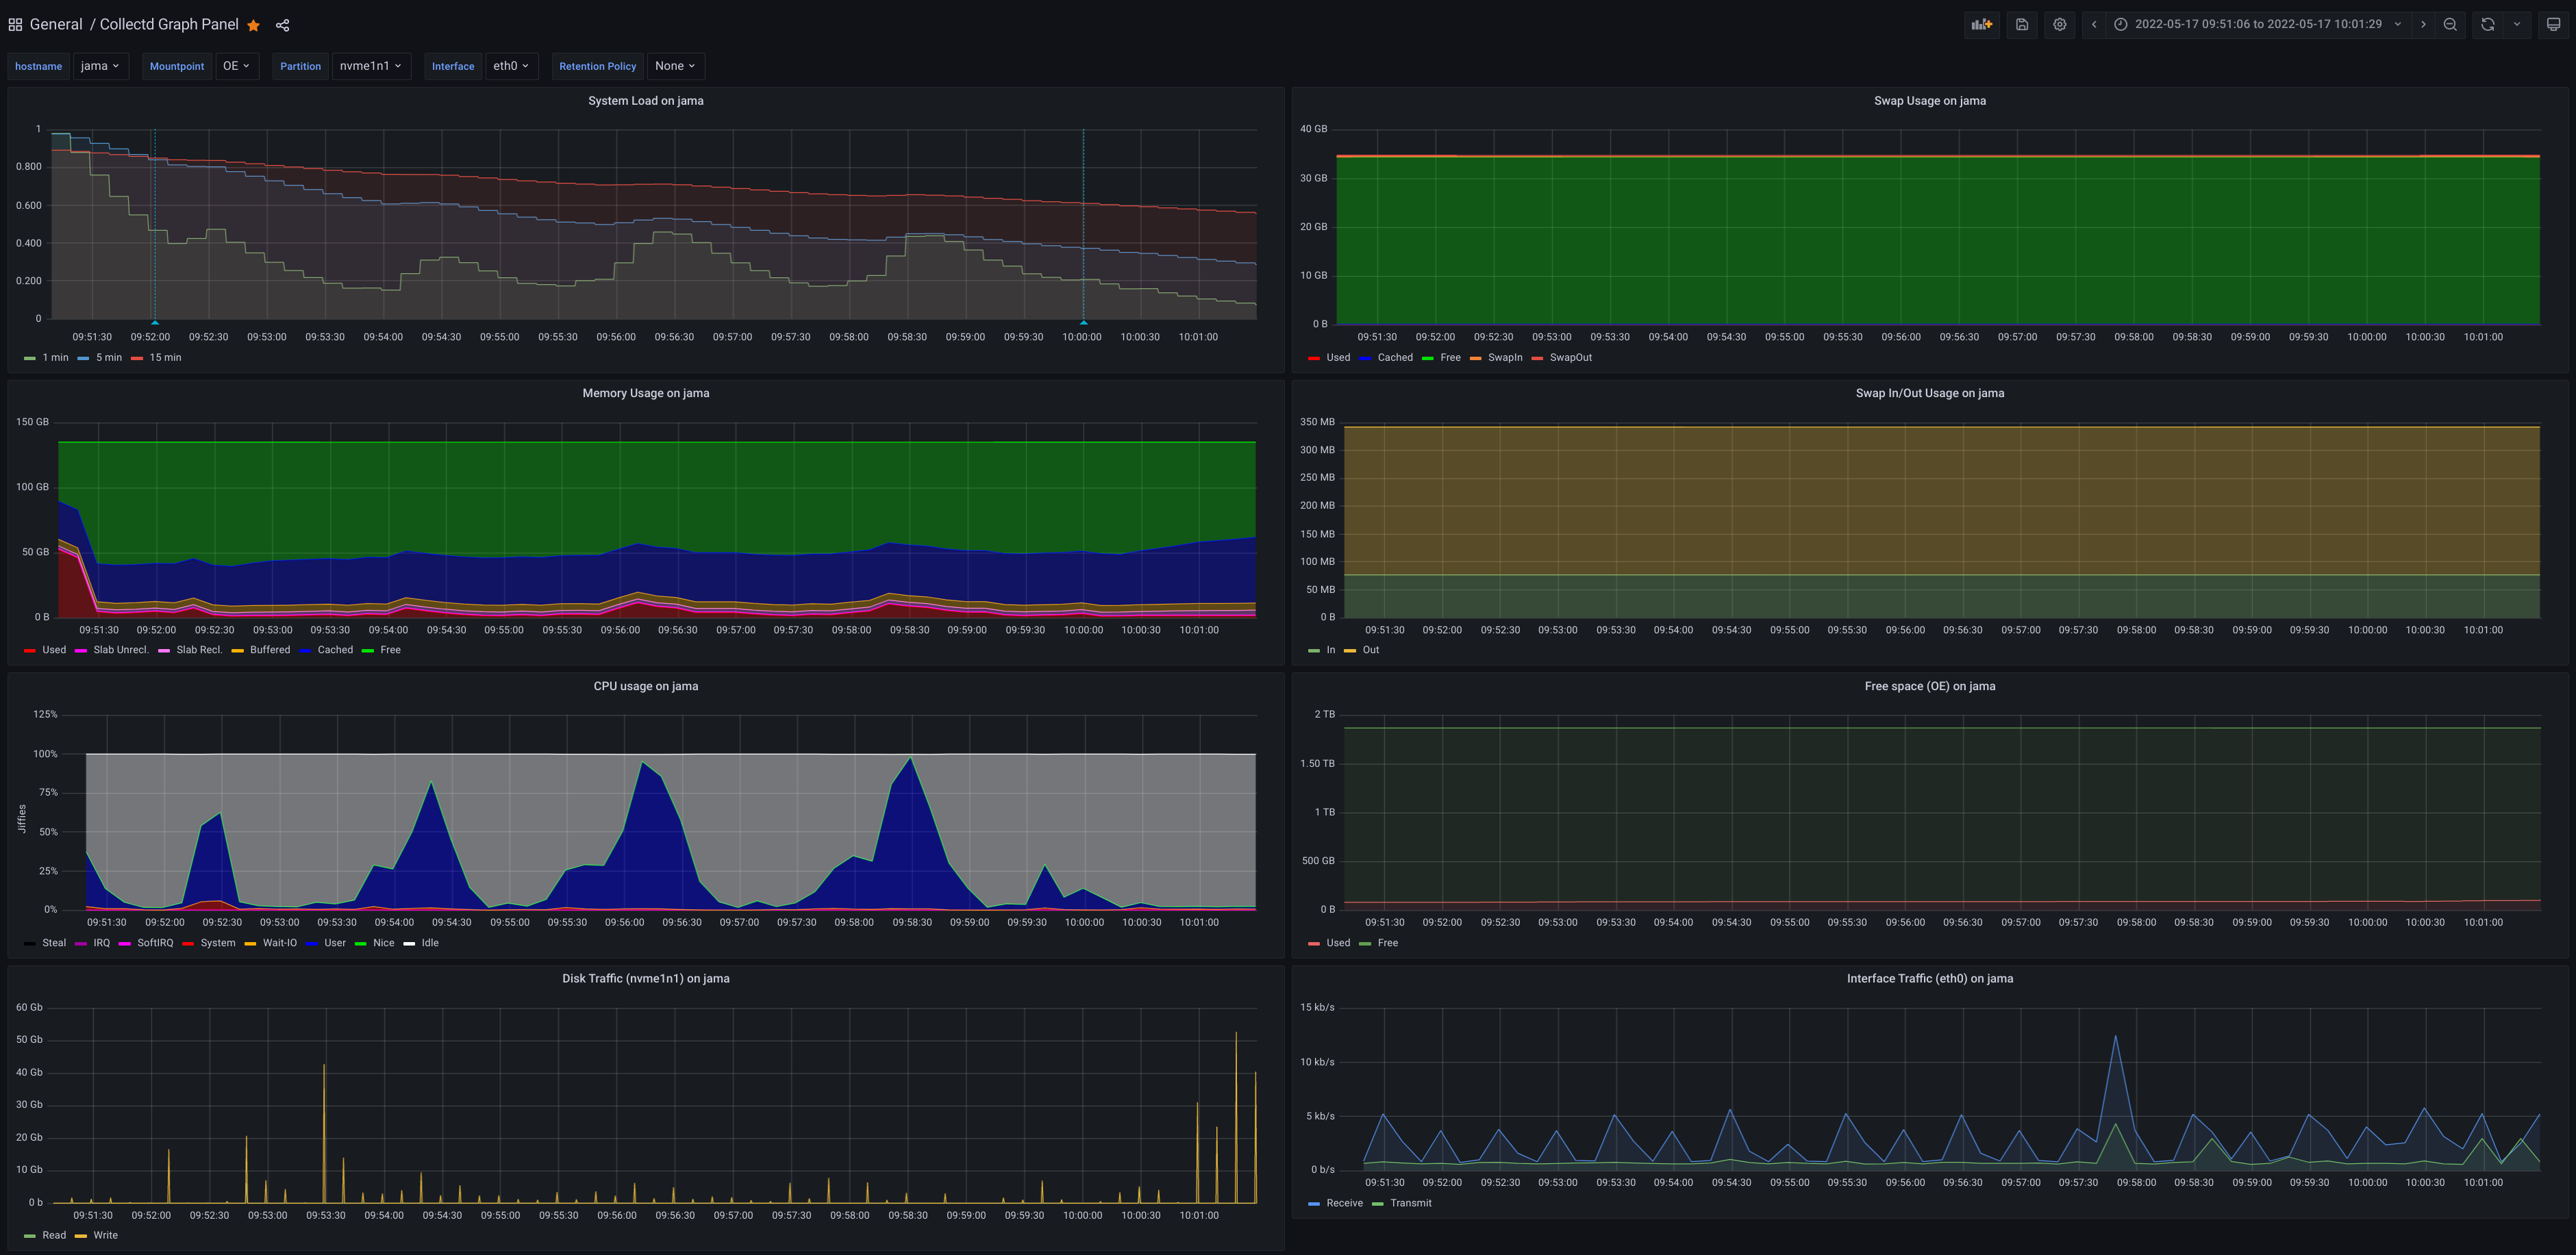 General / Collectd Graph Panel
2022-05-17 09:51:06 to 2022-05-17 10:01:29
hostname jama Mountpoint OE Partition nvme1n1 Interface eth0 Retention Policy None
System Load on jama
1
0.800
0.600
0.400
0.200
0
09:51:30 09:52:00 09:52:30 09:53:00 09:53:30 09:54:00 09:54:30 09:55:00 09:55:30 09:56:00 09:56:30 09:57:00 09:57:30 09:58:00 09:58:30 09:59:00 09:59:30 10:00:00 10:00:30 10:01:00
1 min 5 min 15 min
Swap Usage on jama
40 GB
30 GB
20 GB
10 GB
0 B
09:51:30 09:52:00 09:52:30 09:53:00 09:53:30 09:54:00 09:54:30 09:55:00 09:55:30 09:56:00 09:56:30 09:57:00 09:57:30 09:58:00 09:58:30 09:59:00 09:59:30 10:00:00 10:00:30 10:01:00
Used Cached Free SwapIn SwapOut
Memory Usage on jama
150 GB
100 GB
50 GB
0 B
09:51:30 09:52:00 09:52:30 09:53:00 09:53:30 09:54:00 09:54:30 09:55:00 09:55:30 09:56:00 09:56:30 09:57:00 09:57:30 09:58:00 09:58:30 09:59:00 09:59:30 10:00:00 10:00:30 10:01:00
Used Slab Unrecl. Slab Recl. Buffered Cached Free
Swap In/Out Usage on jama
350 MB
300 MB
250 MB
200 MB
150 MB
100 MB
50 MB
0 B
09:51:30 09:52:00 09:52:30 09:53:00 09:53:30 09:54:00 09:54:30 09:55:00 09:55:30 09:56:00 09:56:30 09:57:00 09:57:30 09:58:00 09:58:30 09:59:00 09:59:30 10:00:00 10:00:30 10:01:00
In Out
CPU usage on jama
Jiffies
125%
100%
75%
50%
25%
0%
09:51:30 09:52:00 09:52:30 09:53:00 09:53:30 09:54:00 09:54:30 09:55:00 09:55:30 09:56:00 09:56:30 09:57:00 09:57:30 09:58:00 09:58:30 09:59:00 09:59:30 10:00:00 10:00:30 10:01:00
Steal IRQ SoftIRQ System Wait-IO User Nice Idle
Free space (OE) on jama
2 TB
1.50 TB
1 TB
500 GB
0 B
09:51:30 09:52:00 09:52:30 09:53:00 09:53:30 09:54:00 09:54:30 09:55:00 09:55:30 09:56:00 09:56:30 09:57:00 09:57:30 09:58:00 09:58:30 09:59:00 09:59:30 10:00:00 10:00:30 10:01:00
Used Free
Disk Traffic (nvme1n1) on jama
60 Gb
50 Gb
40 Gb
30 Gb
20 Gb
10 Gb
0 b
09:51:30 09:52:00 09:52:30 09:53:00 09:53:30 09:54:00 09:54:30 09:55:00 09:55:30 09:56:00 09:56:30 09:57:00 09:57:30 09:58:00 09:58:30 09:59:00 09:59:30 10:00:00 10:00:30 10:01:00
Read Write
Interface Traffic (eth0) on jama
15 kb/s
10 kb/s
5 kb/s
0 b/s
09:51:30 09:52:00 09:52:30 09:53:00 09:53:30 09:54:00 09:54:30 09:55:00 09:55:30 09:56:00 09:56:30 09:57:00 09:57:30 09:58:00 09:58:30 09:59:00 09:59:30 10:00:00 10:00:30 10:01:00
Receive Transmit